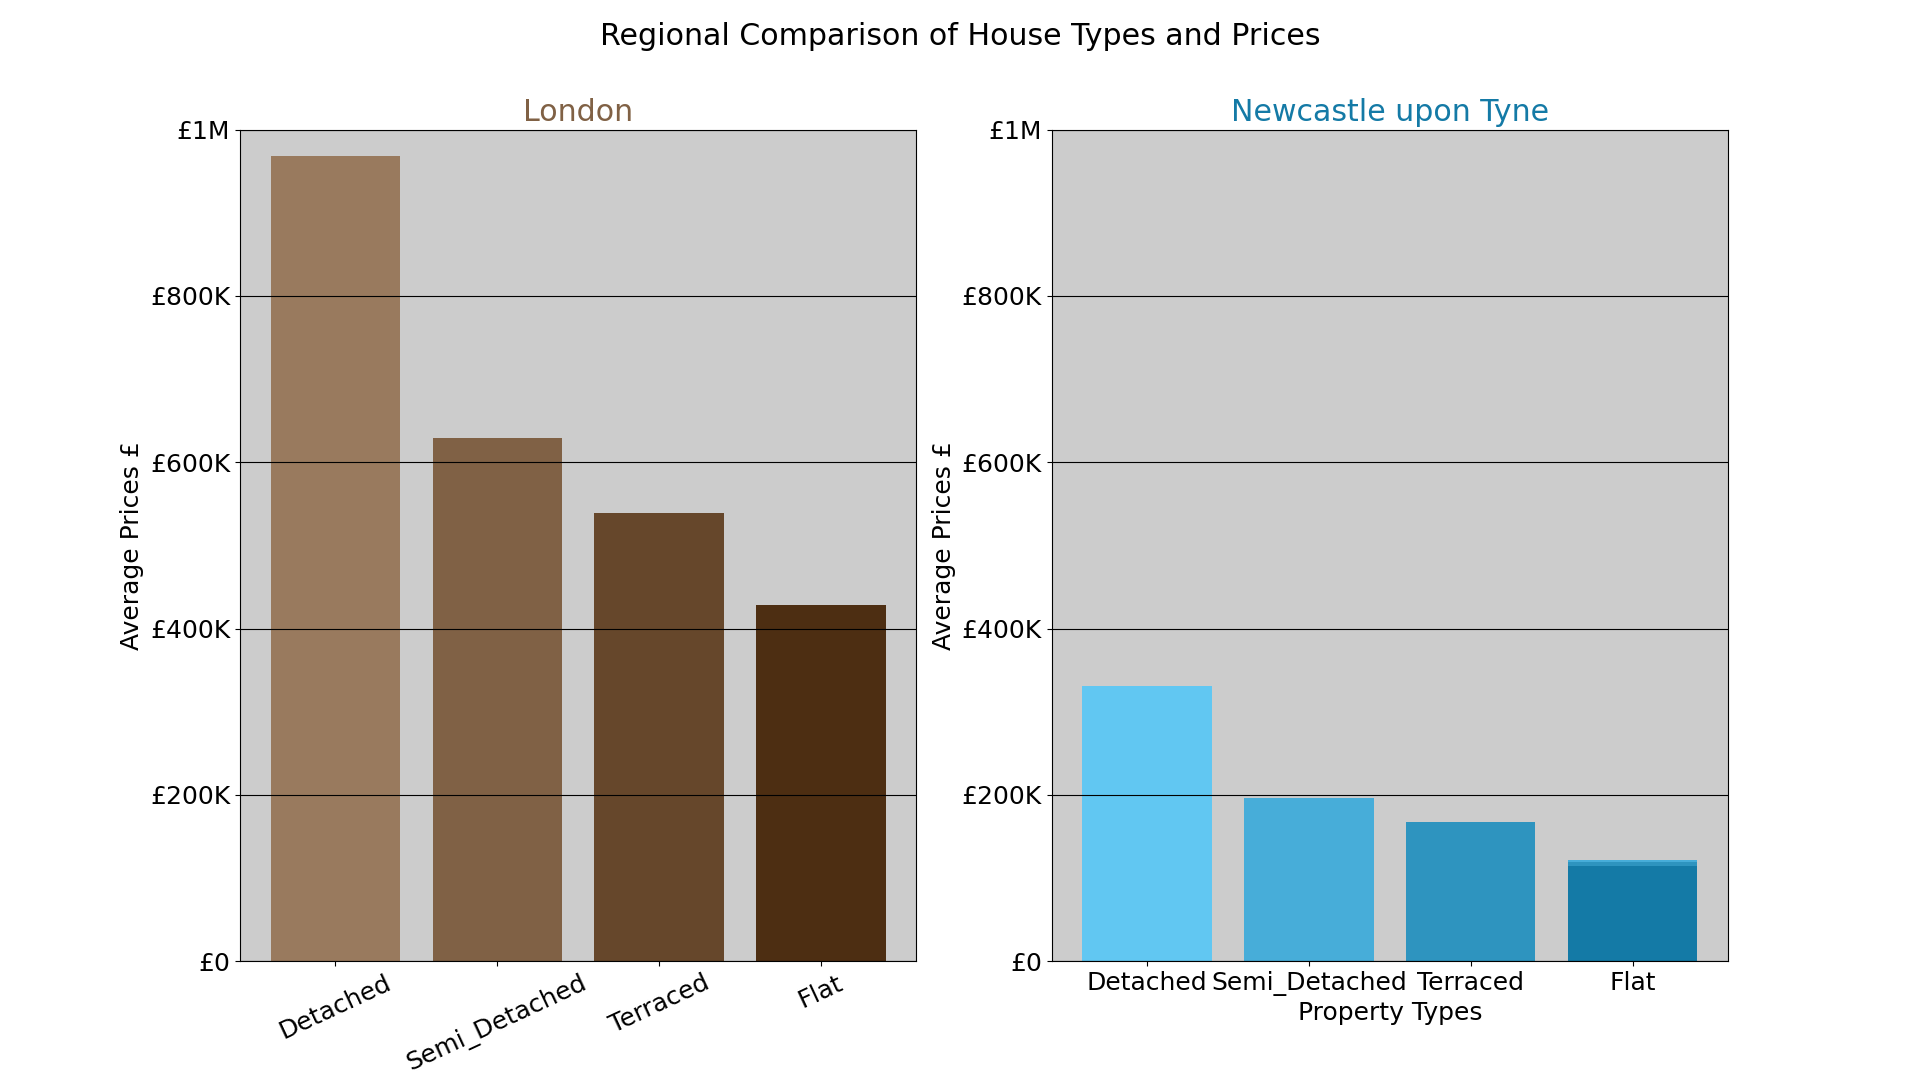 Regional Comparison of House Types and Prices
London
£1M
£800K
£600K
£400K
£200K
£0
Average Prices £
Detached
Semi_Detached
Terraced
Flat
Newcastle upon Tyne
£1M
£800K
£600K
£400K
£200K
£0
Average Prices £
Detached
Semi_Detached
Terraced
Flat
Property Types